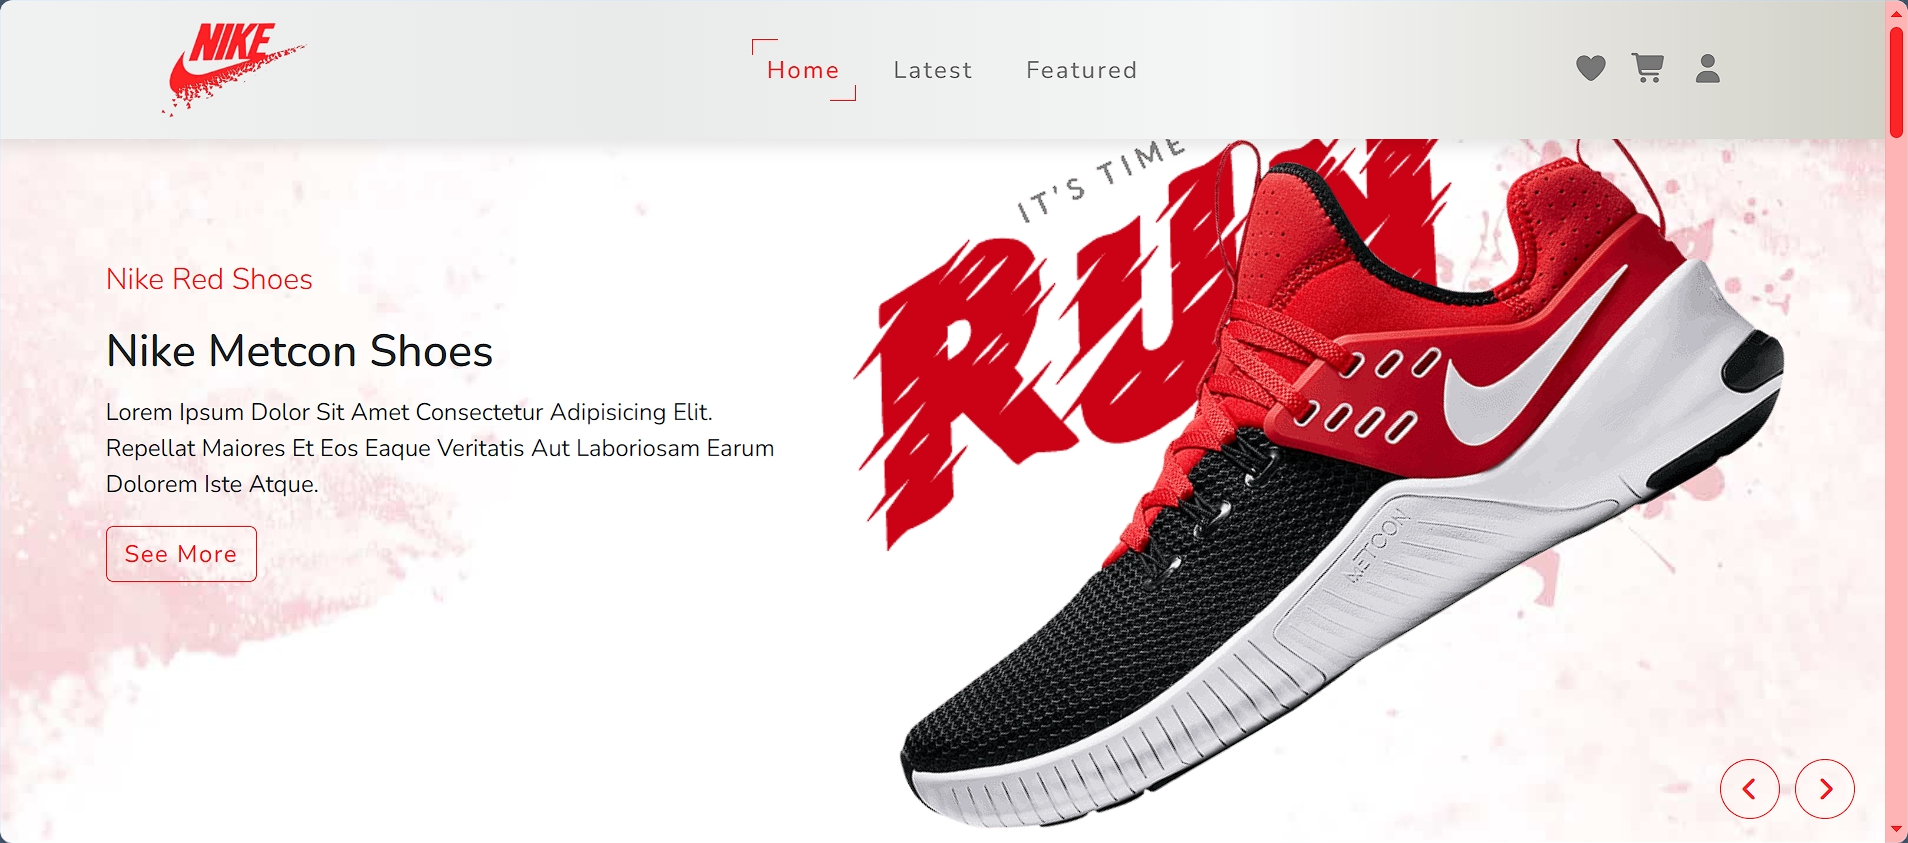 NIKE
Home
Latest
Featured
IT'S TIME
RUN
Nike Red Shoes
Nike Metcon Shoes
Lorem Ipsum Dolor Sit Amet Consectetur Adipisicing Elit.
Repellat Maiores Et Eos Eaque Veritatis Aut Laboriosam Earum
Dolorem Iste Atque.
See More
METCON